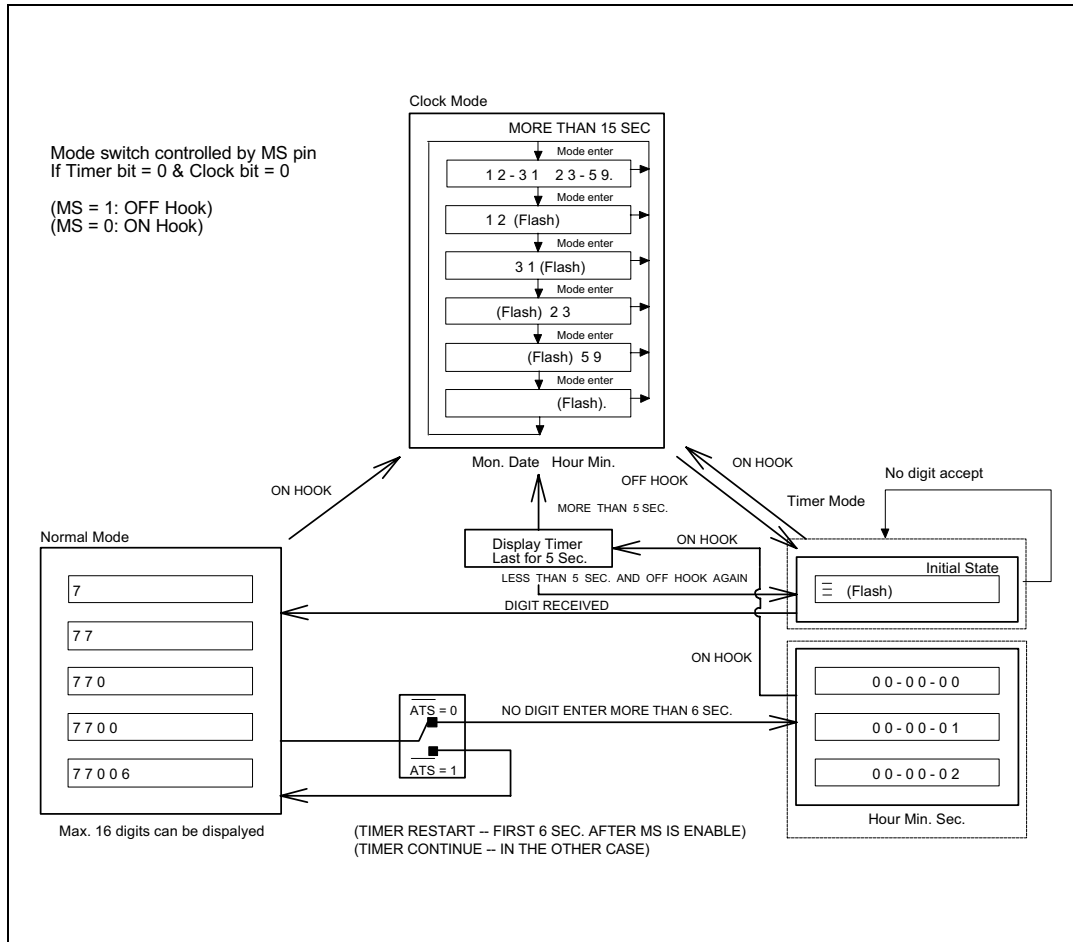 Clock Mode
MORE THAN 15 SEC
Mode switch controlled by MS pin
If Timer bit = 0 & Clock bit = 0
(MS = 1: OFF Hook)
(MS = 0: ON Hook)
Mode enter
1 2 - 3 1 2 3 - 5 9.
Mode enter
1 2 (Flash)
Mode enter
3 1 (Flash)
Mode enter
(Flash) 2 3
Mode enter
(Flash) 5 9
Mode enter
(Flash).
Mon. Date Hour Min.
ON HOOK
OFF HOOK
ON HOOK
No digit accept
Timer Mode
MORE THAN 5 SEC.
Display Timer
Last for 5 Sec.
ON HOOK
LESS THAN 5 SEC. AND OFF HOOK AGAIN
DIGIT RECEIVED
Initial State
(Flash)
Normal Mode
7
7 7
7 7 0
7 7 0 0
7 7 0 0 6
Max. 16 digits can be dispalyed
ON HOOK
ATS = 0
ATS = 1
NO DIGIT ENTER MORE THAN 6 SEC.
0 0 - 0 0 - 0 0
0 0 - 0 0 - 0 1
0 0 - 0 0 - 0 2
Hour Min. Sec.
(TIMER RESTART -- FIRST 6 SEC. AFTER MS IS ENABLE)
(TIMER CONTINUE -- IN THE OTHER CASE)